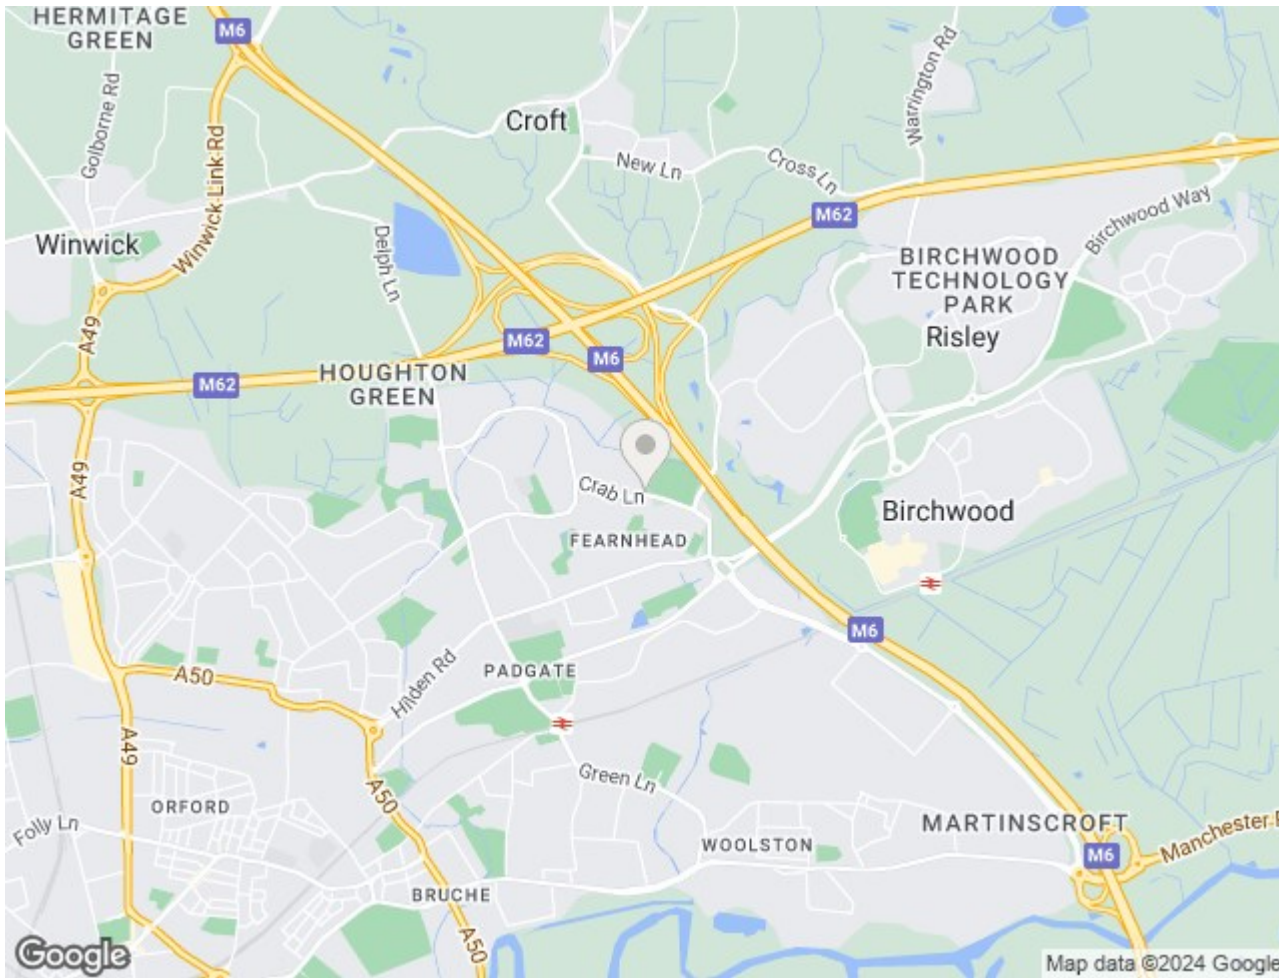 HERMITAGE
GREEN
M6
Golborne Rd
Croft
Warrington Rd
New Ln
Cross Ln
Winwick Link Rd
M62
Birchwood Way
Winwick
Delph Ln
BIRCHWOOD
TECHNOLOGY
PARK
Risley
A49
M62
M6
M62
HOUGHTON
GREEN
A49
Crab Ln
Birchwood
FEARNHEAD
M6
A50
Hilden Rd
PADGATE
A49
Green Ln
A50
ORFORD
Folly Ln
MARTINSCROFT
WOOLSTON
M6
Manchester
BRUCHE
A50
Google
Map data ©2024 Google